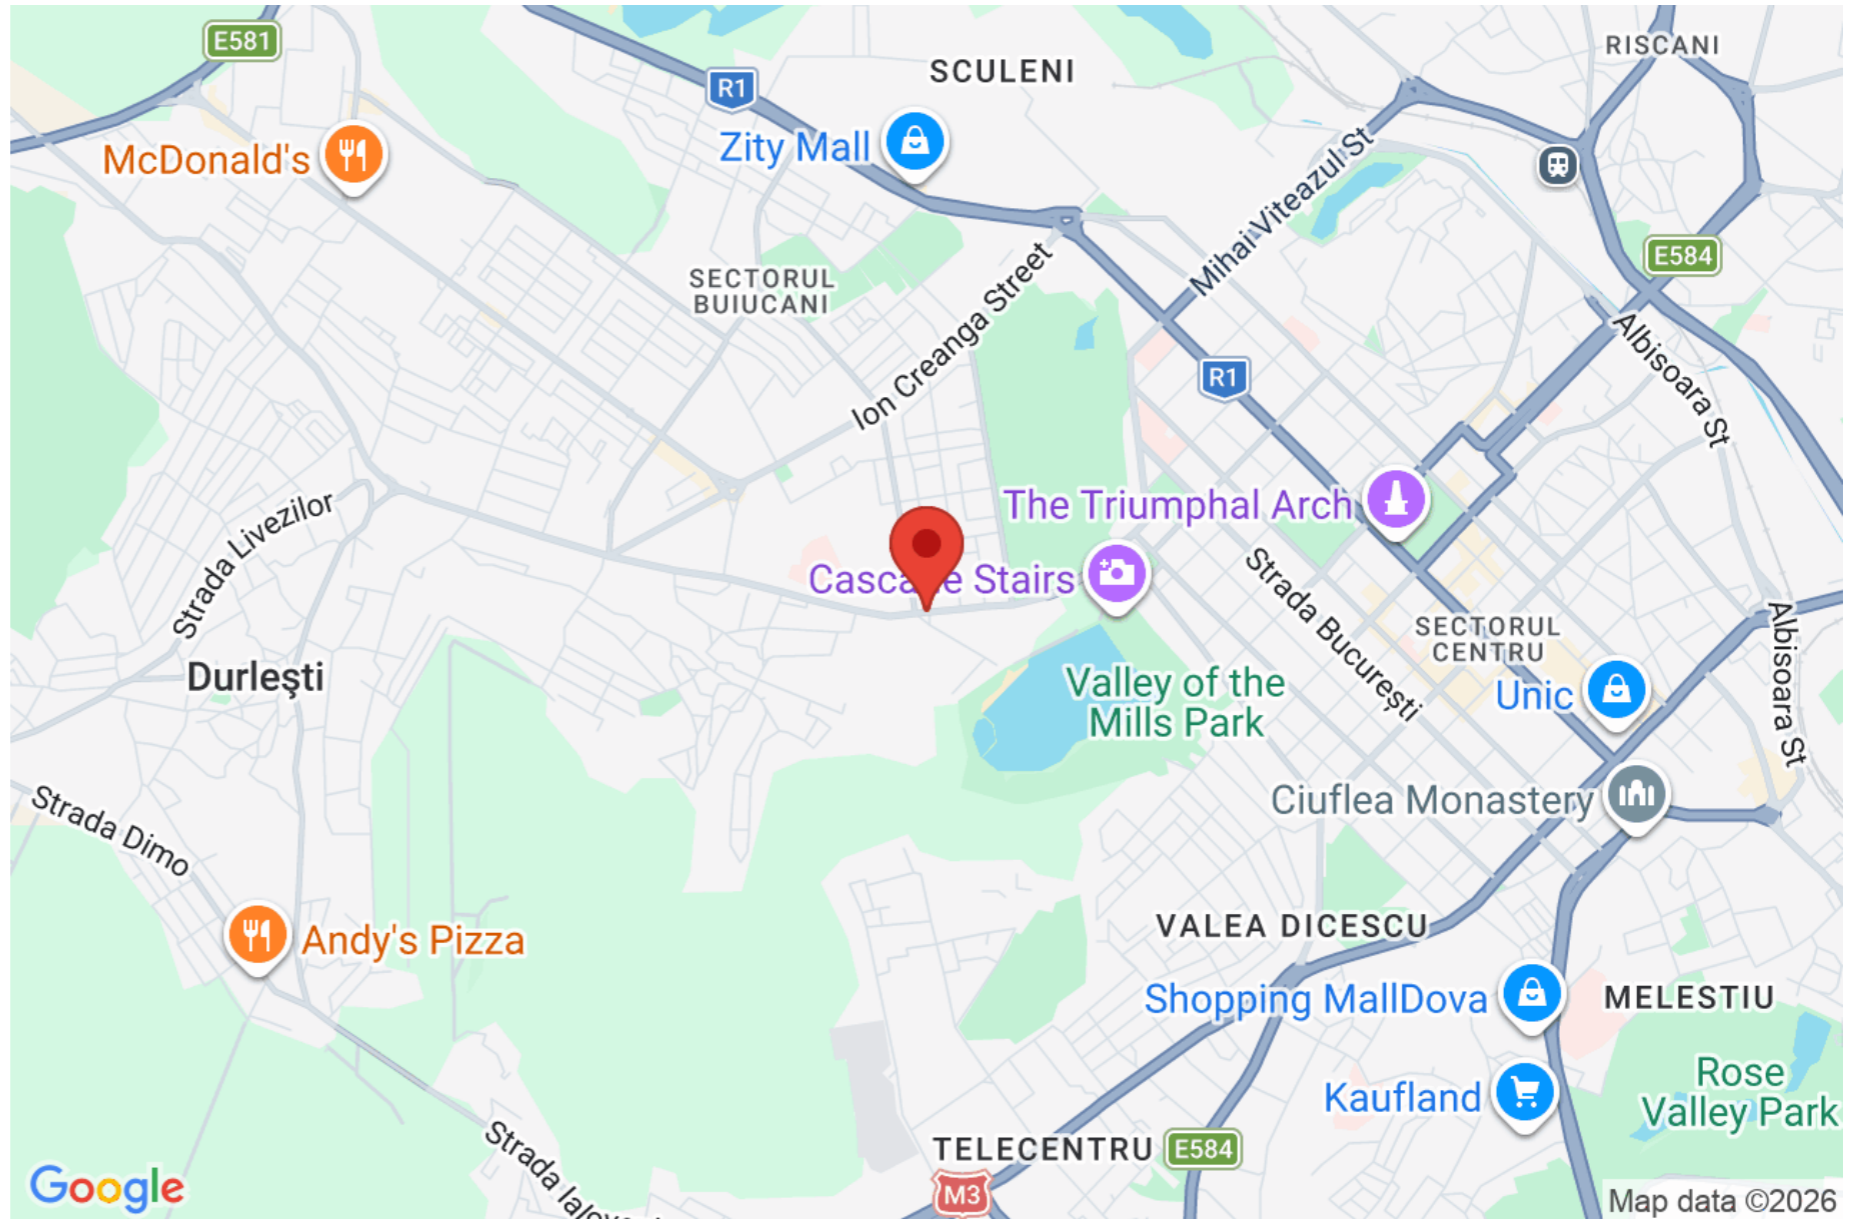 E581
R1
SCULENI
RISCANI
McDonald's
Zity Mall
Mihai Viteazul St
E584
SECTORUL
BUIUCANI
Ion Creanga Street
R1
Albisoara St
Strada Livezilor
The Triumphal Arch
Stairs
Strada București
SECTORUL
CENTRU
Albisoara St
Durleşti
Valley of the
Mills Park
Unic
Strada Dimo
Ciuflea Monastery
Andy's Pizza
VALEA DICESCU
Shopping MallDova
MELESTIU
Kaufland
Rose
Valley Park
Strada
TELECENTRU
E584
M3
Google
Map data ©2026